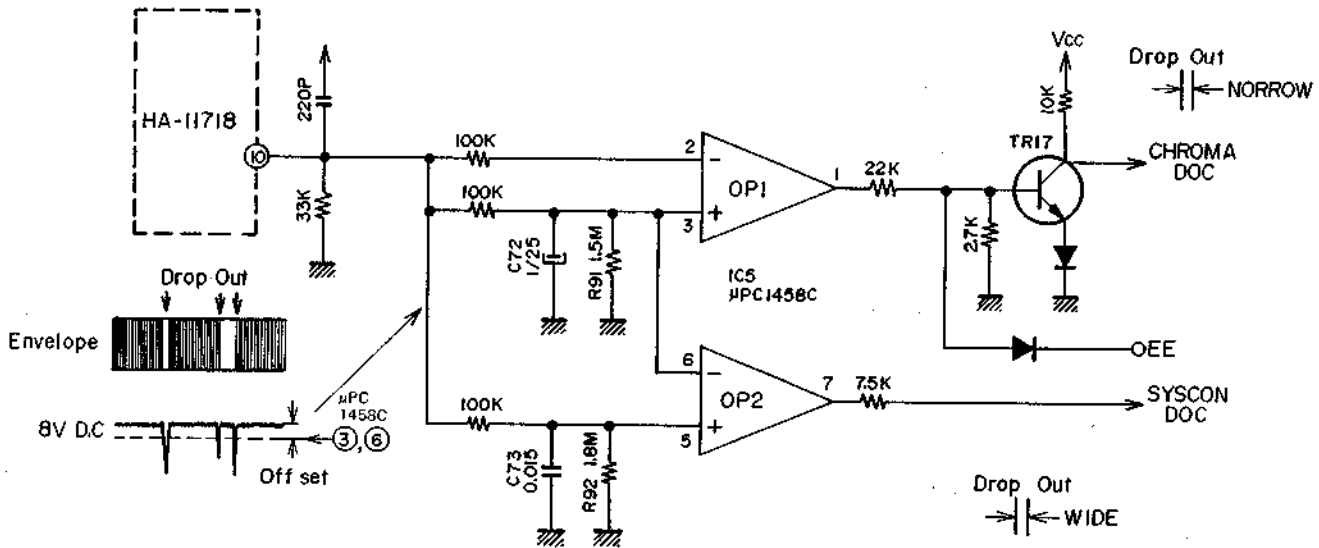 HA-11718
10
220P
33K
100K
100K
100K
C72
1/25
R91 1.5M
C73
0.015
R92 1.8M
2
-
3
+
OP1
1
IC5
μPC1458C
6
-
5
+
OP2
7
22K
2.7K
7.5K
Vcc
10K
TR17
CHROMA
DOC
EE
SYSCON
DOC
Drop Out
NORROW
Drop Out
WIDE
Drop Out
Envelope
8V D.C
μPC
1458C
3, 6
Off set